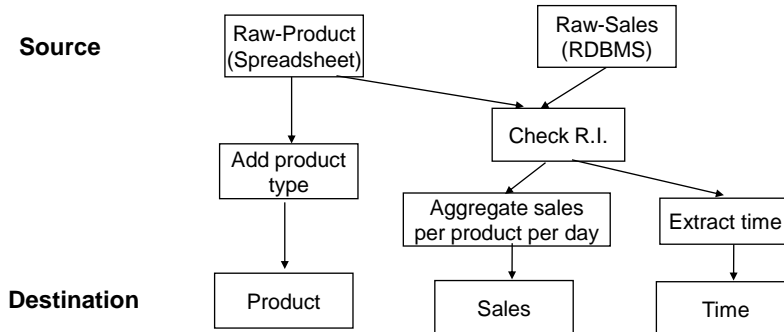 Source
Raw-Product
(Spreadsheet)
Raw-Sales
(RDBMS)
Check R.I.
Add product
type
Aggregate sales
per product per day
Extract time
Destination
Product
Sales
Time